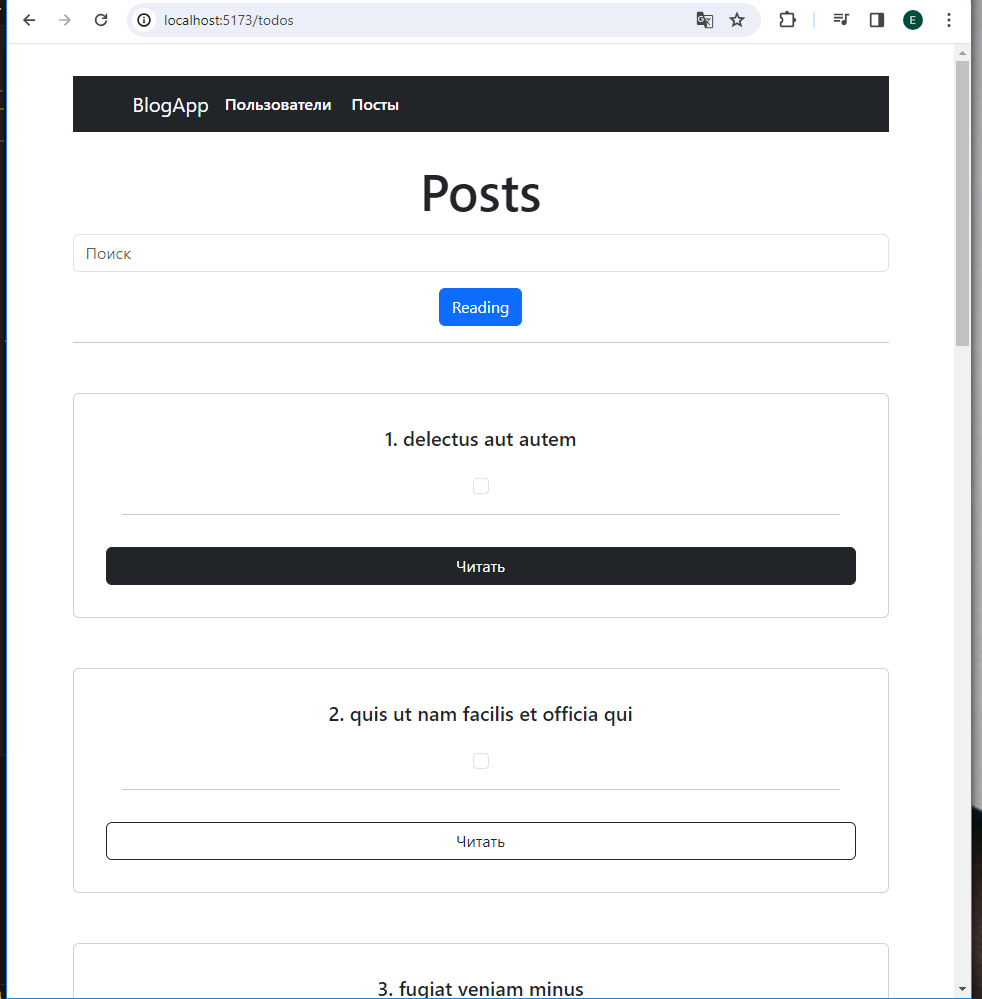 localhost:5173/todos
E
BlogApp Пользователи Посты
Posts
Поиск
Reading
1. delectus aut autem
Читать
2. quis ut nam facilis et officia qui
Читать
3. fugiat veniam minus